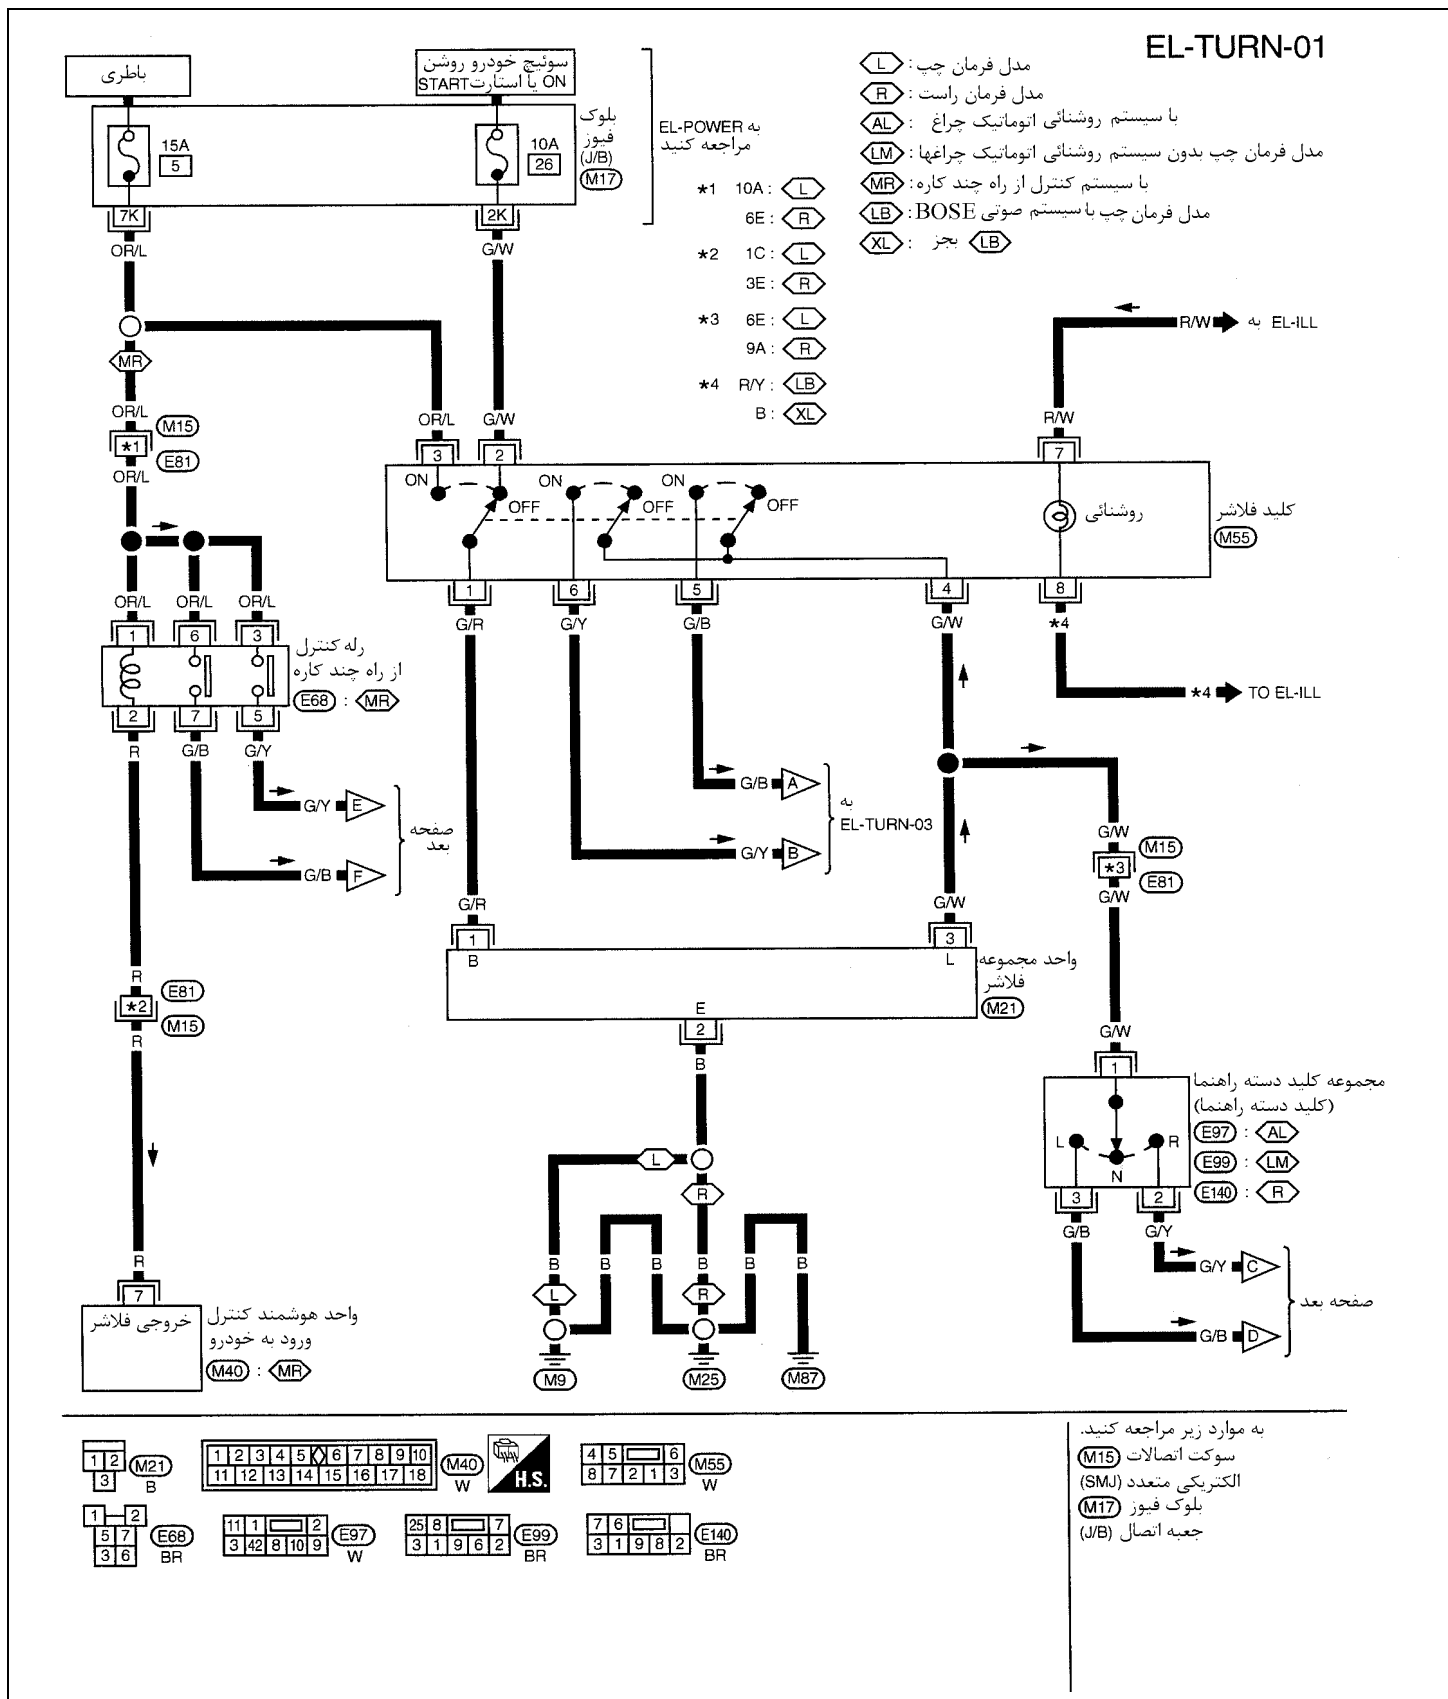 EL-TURN-01
باطری
سوئیچ خودرو روشن
ON یا استارت START
15A
5
10A
26
بلوک
فیوز
(J/B)
M17
به EL-POWER
مراجعه کنید
7K
2K
OR/L
G/W
L : مدل فرمان چپ
R : مدل فرمان راست
AL : با سیستم روشنائی اتوماتیک چراغ
LM : مدل فرمان چپ بدون سیستم روشنائی اتوماتیک چراغها
MR : با سیستم کنترل از راه چند کاره
LB : مدل فرمان چپ با سیستم صوتی BOSE
XL : بجز LB
*1 10A : L
6E : R
*2 1C : L
3E : R
*3 6E : L
9A : R
*4 R/Y : LB
B : XL
R/W به EL-ILL
MR
OR/L M15
*1
OR/L E81
OR/L G/W R/W
3 2 7
ON OFF ON OFF ON OFF
روشنائی
کلید فلاشر
M55
1 6 5 4 8
G/R G/Y G/B G/W *4
*4 TO EL-ILL
OR/L OR/L OR/L
1 6 3
رله کنترل
از راه چند کاره
E68 : MR
2 7 5
R G/B G/Y
G/Y E
G/B F
صفحه
بعد
G/B A
G/Y B
به
EL-TURN-03
G/W M15
*3
G/W E81
G/R G/W
1 3
B L
واحد مجموعه
فلاشر
M21
E
2
B
R E81
*2
R M15
G/W
1
مجموعه کلید دسته راهنما
(کلید دسته راهنما)
E97 : AL
E99 : LM
E140 : R
L N R
3 2
G/B G/Y
G/Y C
G/B D
صفحه بعد
L
R
B B B B B B
L R
M9 M25 M87
R
7
خروجی فلاشر
واحد هوشمند کنترل
ورود به خودرو
M40 : MR
1 2
3
M21
B
1 2 3 4 5 6 7 8 9 10
11 12 13 14 15 16 17 18
M40
W
H.S.
4 5 6
8 7 2 1 3
M55
W
1 2
5 7
3 6
E68
BR
11 1 2
3 42 8 10 9
E97
W
25 8 7
3 1 9 6 2
E99
BR
7 6
3 1 9 8 2
E140
BR
به موارد زیر مراجعه کنید.
سوکت اتصالات M15
الکتریکی متعدد (SMJ)
بلوک فیوز M17
جعبه اتصال (J/B)